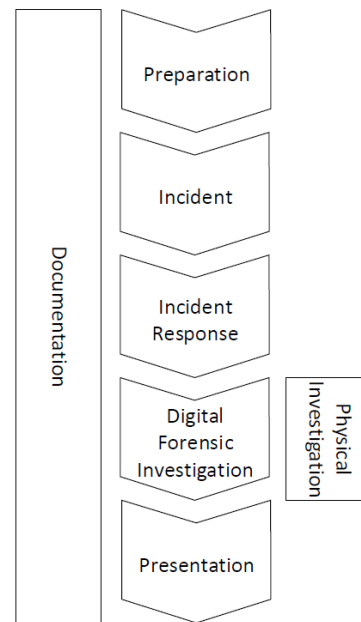 Documentation
Preparation
Incident
Incident
Response
Digital
Forensic
Investigation
Physical
Investigation
Presentation